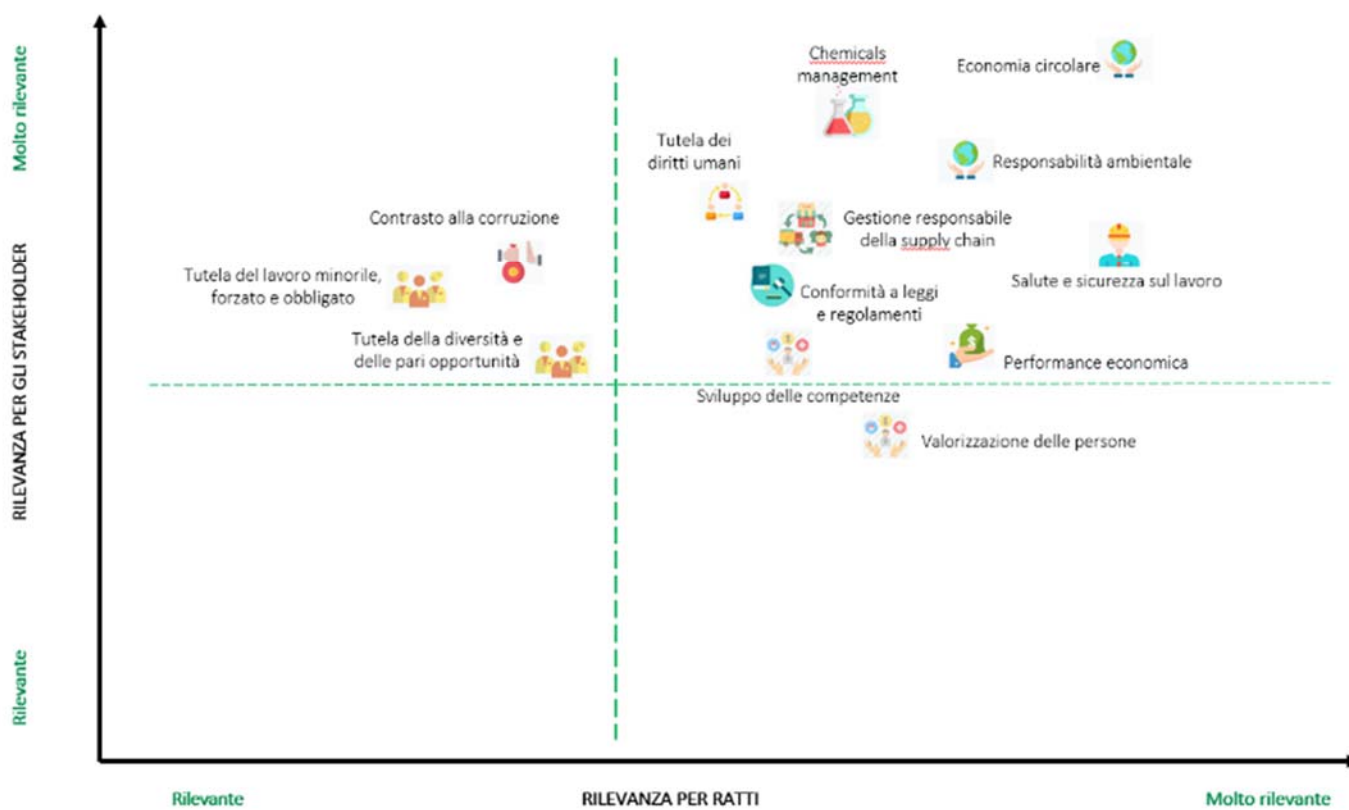 Molto rilevante
RILEVANZA PER GLI STAKEHOLDER
Rilevante
Chemicals
management
Economia circolare
Tutela dei
diritti umani
Responsabilità ambientale
Contrasto alla corruzione
Gestione responsabile
della supply chain
Tutela del lavoro minorile,
forzato e obbligato
Salute e sicurezza sul lavoro
Conformità a leggi
e regolamenti
Tutela della diversità e
delle pari opportunità
Performance economica
Sviluppo delle competenze
Valorizzazione delle persone
Rilevante
RILEVANZA PER RATTI
Molto rilevante